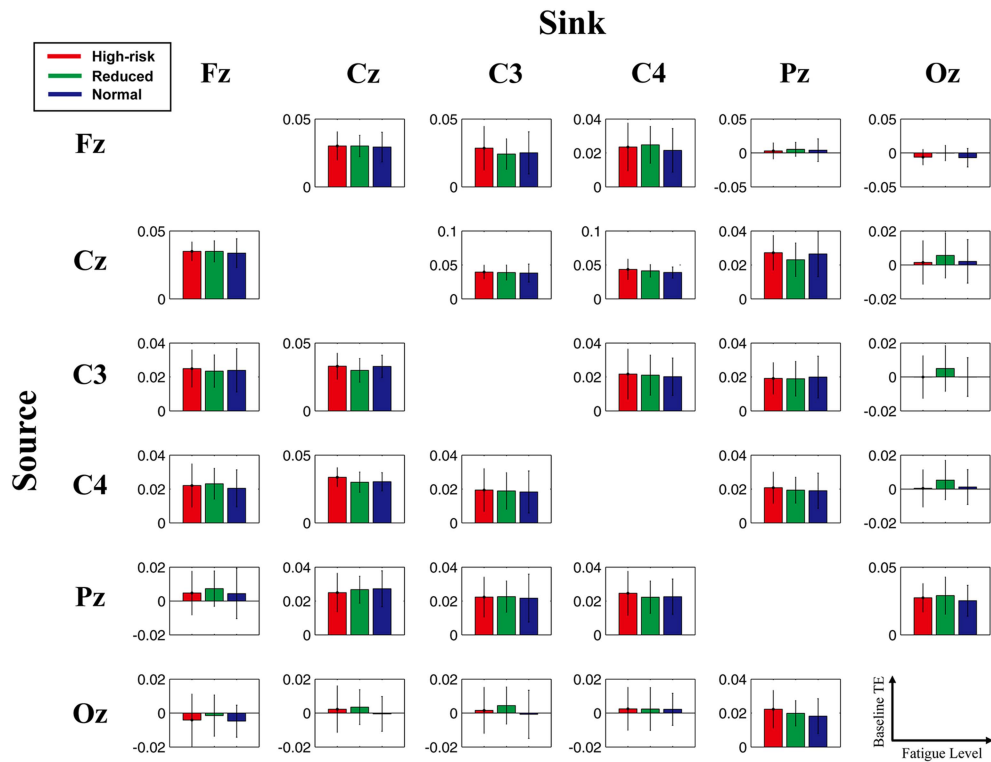 Sink
High-risk
Reduced
Normal
Fz Cz C3 C4 Pz Oz
Source
Fz
0.05 0
0.05 0
0.04 0.02 0
0.05 0 -0.05
0.05 0 -0.05
Cz
0.05 0
0.1 0.05 0
0.1 0.05 0
0.04 0.02 0
0.02 0 -0.02
C3
0.04 0.02 0
0.05 0
0.04 0.02 0
0.04 0.02 0
0.02 0 -0.02
C4
0.04 0.02 0
0.05 0
0.04 0.02 0
0.04 0.02 0
0.02 0 -0.02
Pz
0.02 0 -0.02
0.04 0.02 0
0.04 0.02 0
0.04 0.02 0
0.05 0
Oz
0.02 0 -0.02
0.02 0 -0.02
0.02 0 -0.02
0.02 0 -0.02
0.04 0.02 0
Baseline TE
Fatigue Level